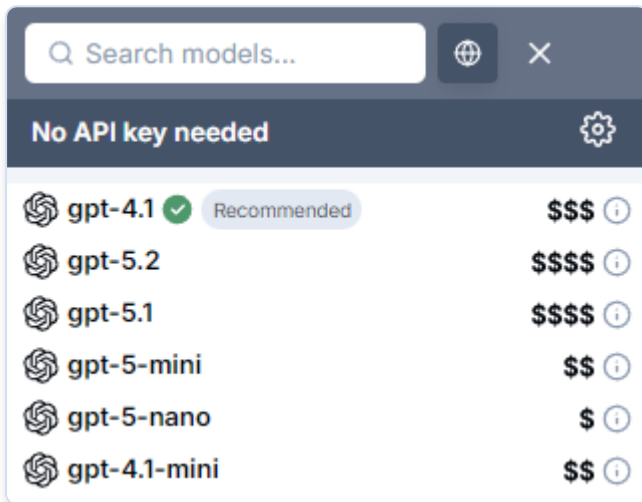 Search models...
No API key needed
gpt-4.1 Recommended $$$
gpt-5.2 $$$$
gpt-5.1 $$$$
gpt-5-mini $$
gpt-5-nano $
gpt-4.1-mini $$